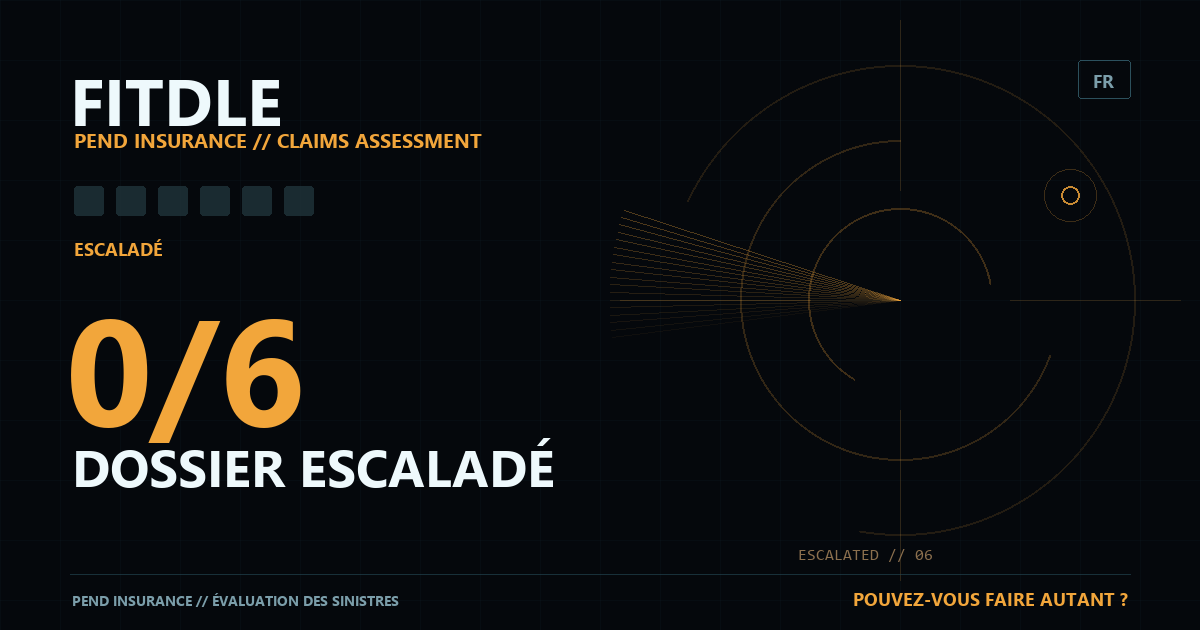 FITDLE
FR
PEND INSURANCE // CLAIMS ASSESSMENT
ESCALADÉ
0/6
DOSSIER ESCALADÉ
ESCALATED // 06
PEND INSURANCE // ÉVALUATION DES SINISTRES
POUVEZ-VOUS FAIRE AUTANT ?